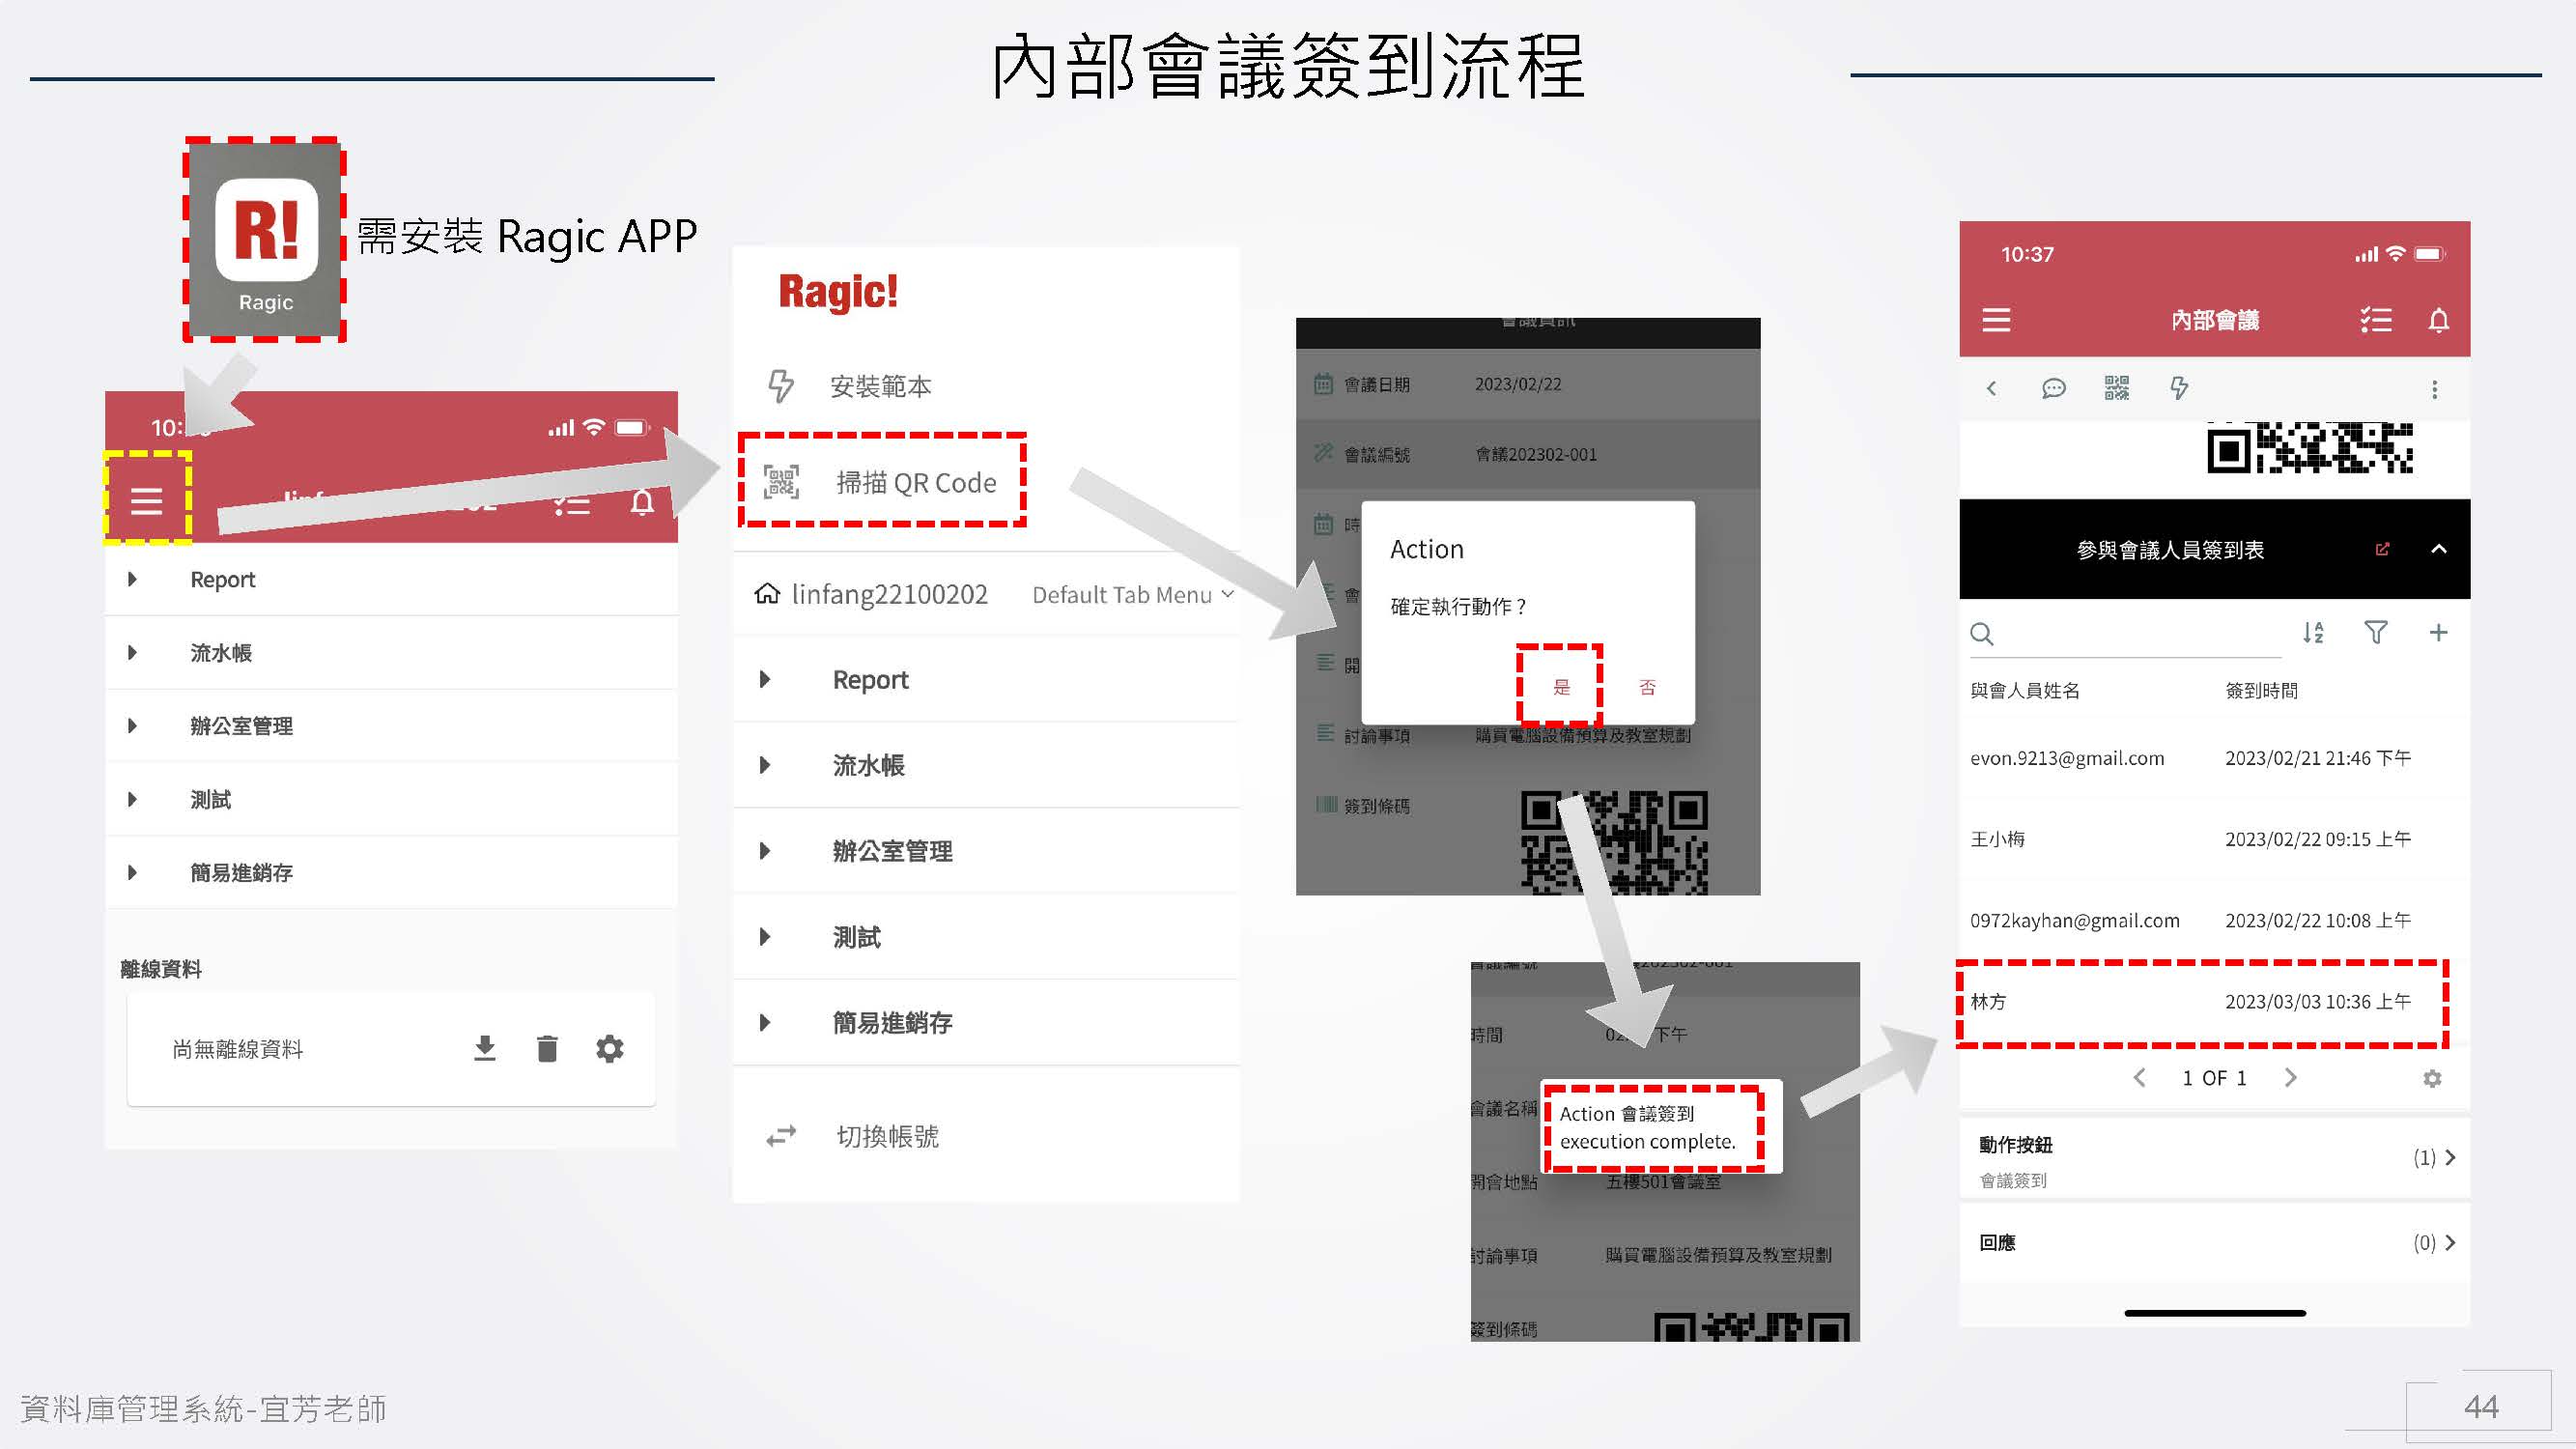 內部會議簽到流程
R!
Ragic
需安裝 Ragic APP
Report
流水帳
辦公室管理
測試
簡易進銷存
離線資料
尚無離線資料
Ragic!
安裝範本
掃描 QR Code
linfang22100202 Default Tab Menu
Report
流水帳
辦公室管理
測試
簡易進銷存
切換帳號
會議日期 2023/02/22
會議編號 會議202302-001
Action
確定執行動作？
是 否
討論事項 購買電腦設備預算及教室規劃
簽到條碼
時間 下午
會議名稱
Action 會議簽到
execution complete.
開會地點 五樓501會議室
討論事項 購買電腦設備預算及教室規劃
簽到條碼
10:37
內部會議
參與會議人員簽到表
與會人員姓名 簽到時間
evon.9213@gmail.com 2023/02/21 21:46 下午
王小梅 2023/02/22 09:15 上午
0972kayhan@gmail.com 2023/02/22 10:08 上午
林方 2023/03/03 10:36 上午
1 OF 1
動作按鈕 (1)
會議簽到
回應 (0)
資料庫管理系統-宜芳老師
44